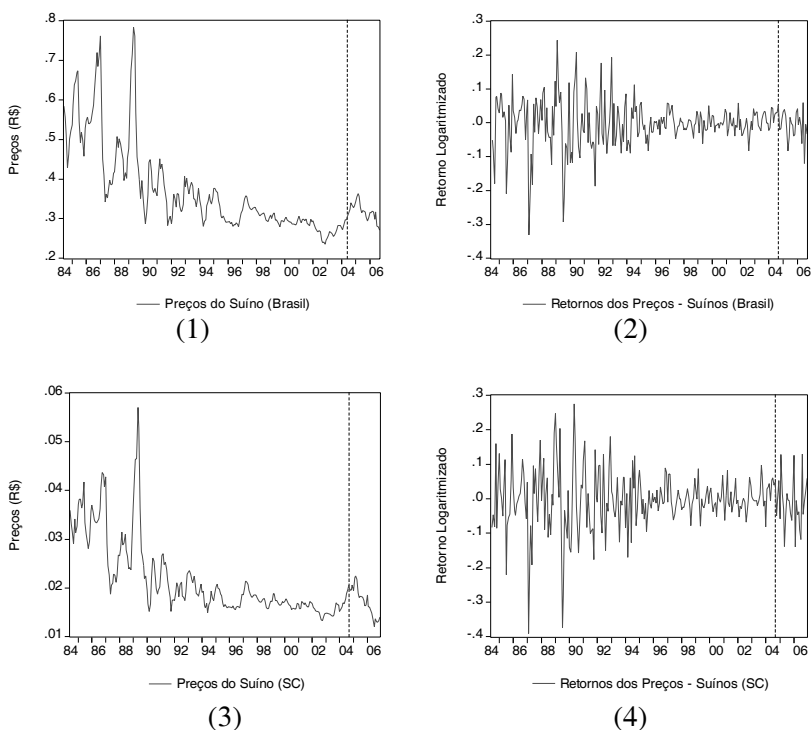 .8
.7
.6
.5
.4
.3
.2
Preços (R$)
84 86 88 90 92 94 96 98 00 02 04 06
Preços do Suíno (Brasil)
(1)
.3
.2
.1
.0
-.1
-.2
-.3
-.4
Retorno Logaritmizado
84 86 88 90 92 94 96 98 00 02 04 06
Retornos dos Preços - Suínos (Brasil)
(2)
.06
.05
.04
.03
.02
.01
Preços (R$)
84 86 88 90 92 94 96 98 00 02 04 06
Preços do Suíno (SC)
(3)
.3
.2
.1
.0
-.1
-.2
-.3
-.4
Retorno Logaritmizado
84 86 88 90 92 94 96 98 00 02 04 06
Retornos dos Preços - Suínos (SC)
(4)